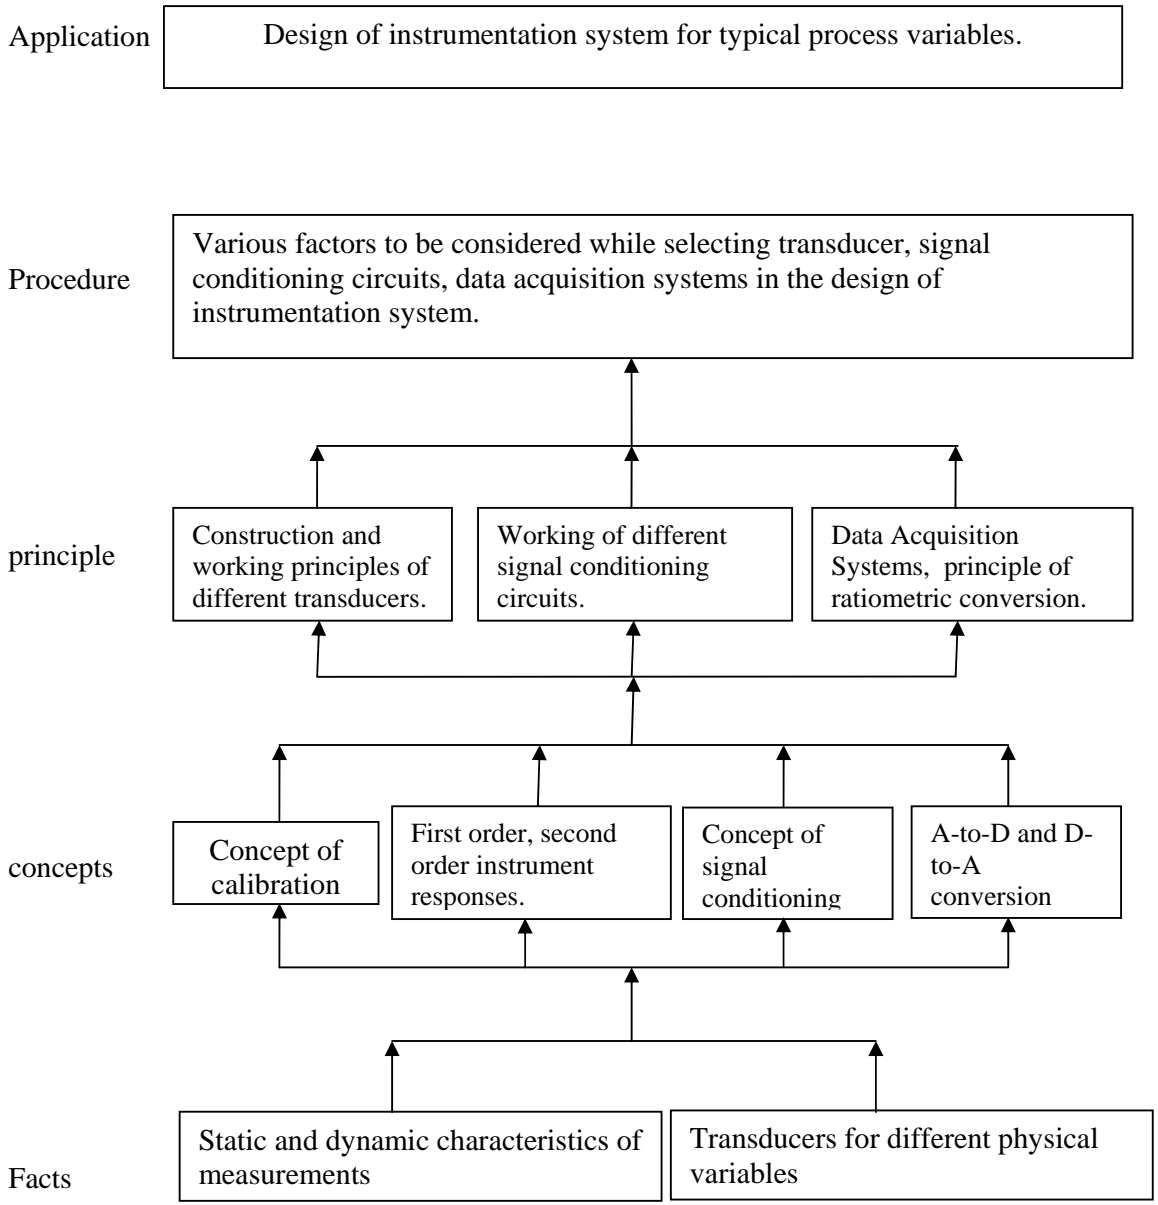 Application
Design of instrumentation system for typical process variables.
Procedure
Various factors to be considered while selecting transducer, signal
conditioning circuits, data acquisition systems in the design of
instrumentation system.
principle
Construction and
working principles of
different transducers.
Working of different
signal conditioning
circuits.
Data Acquisition
Systems,  principle of
ratiometric conversion.
concepts
Concept of
calibration
First order, second
order instrument
responses.
Concept of
signal
conditioning
A-to-D and D-
to-A
conversion
Facts
Static and dynamic characteristics of
measurements
Transducers for different physical
variables